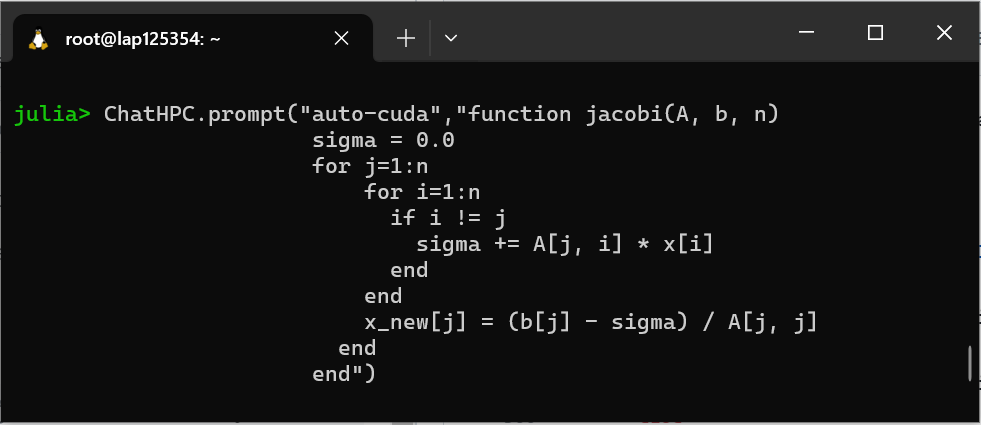 root@lap125354: ~
julia> ChatHPC.prompt("auto-cuda","function jacobi(A, b, n)
sigma = 0.0
for j=1:n
for i=1:n
if i != j
sigma += A[j, i] * x[i]
end
end
x_new[j] = (b[j] - sigma) / A[j, j]
end
end")